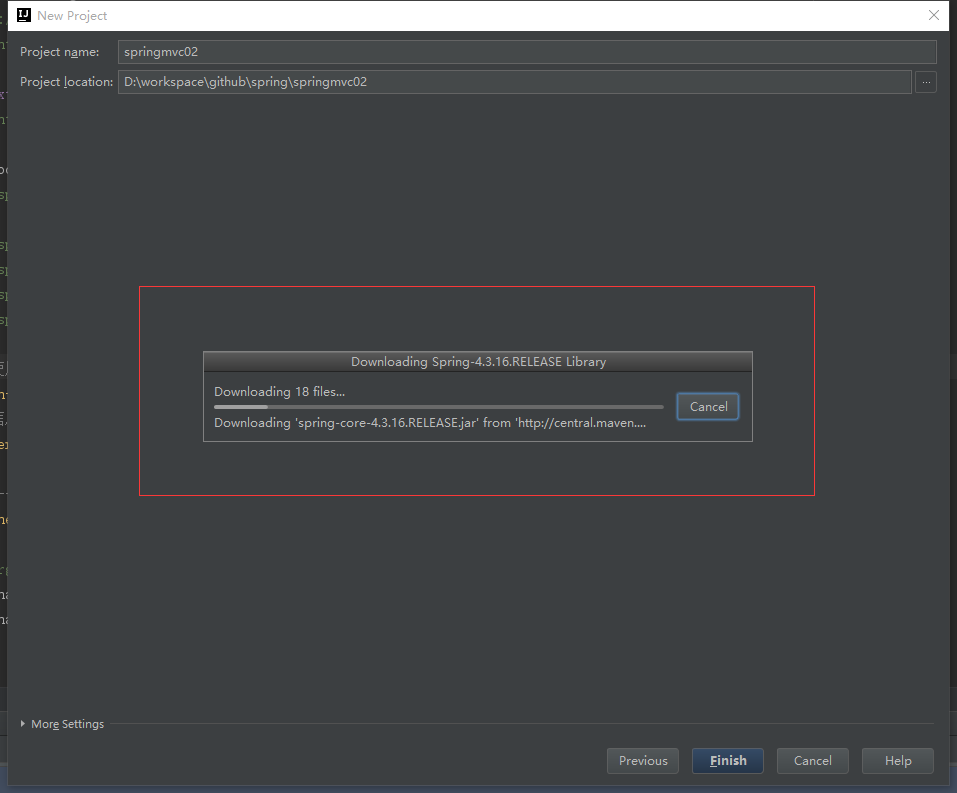 New Project
Project name: springmvc02
Project location: D:\workspace\github\spring\springmvc02 ...
Downloading Spring-4.3.16.RELEASE Library
Downloading 18 files...
Cancel
Downloading 'spring-core-4.3.16.RELEASE.jar' from 'http://central.maven....
More Settings
Previous Finish Cancel Help